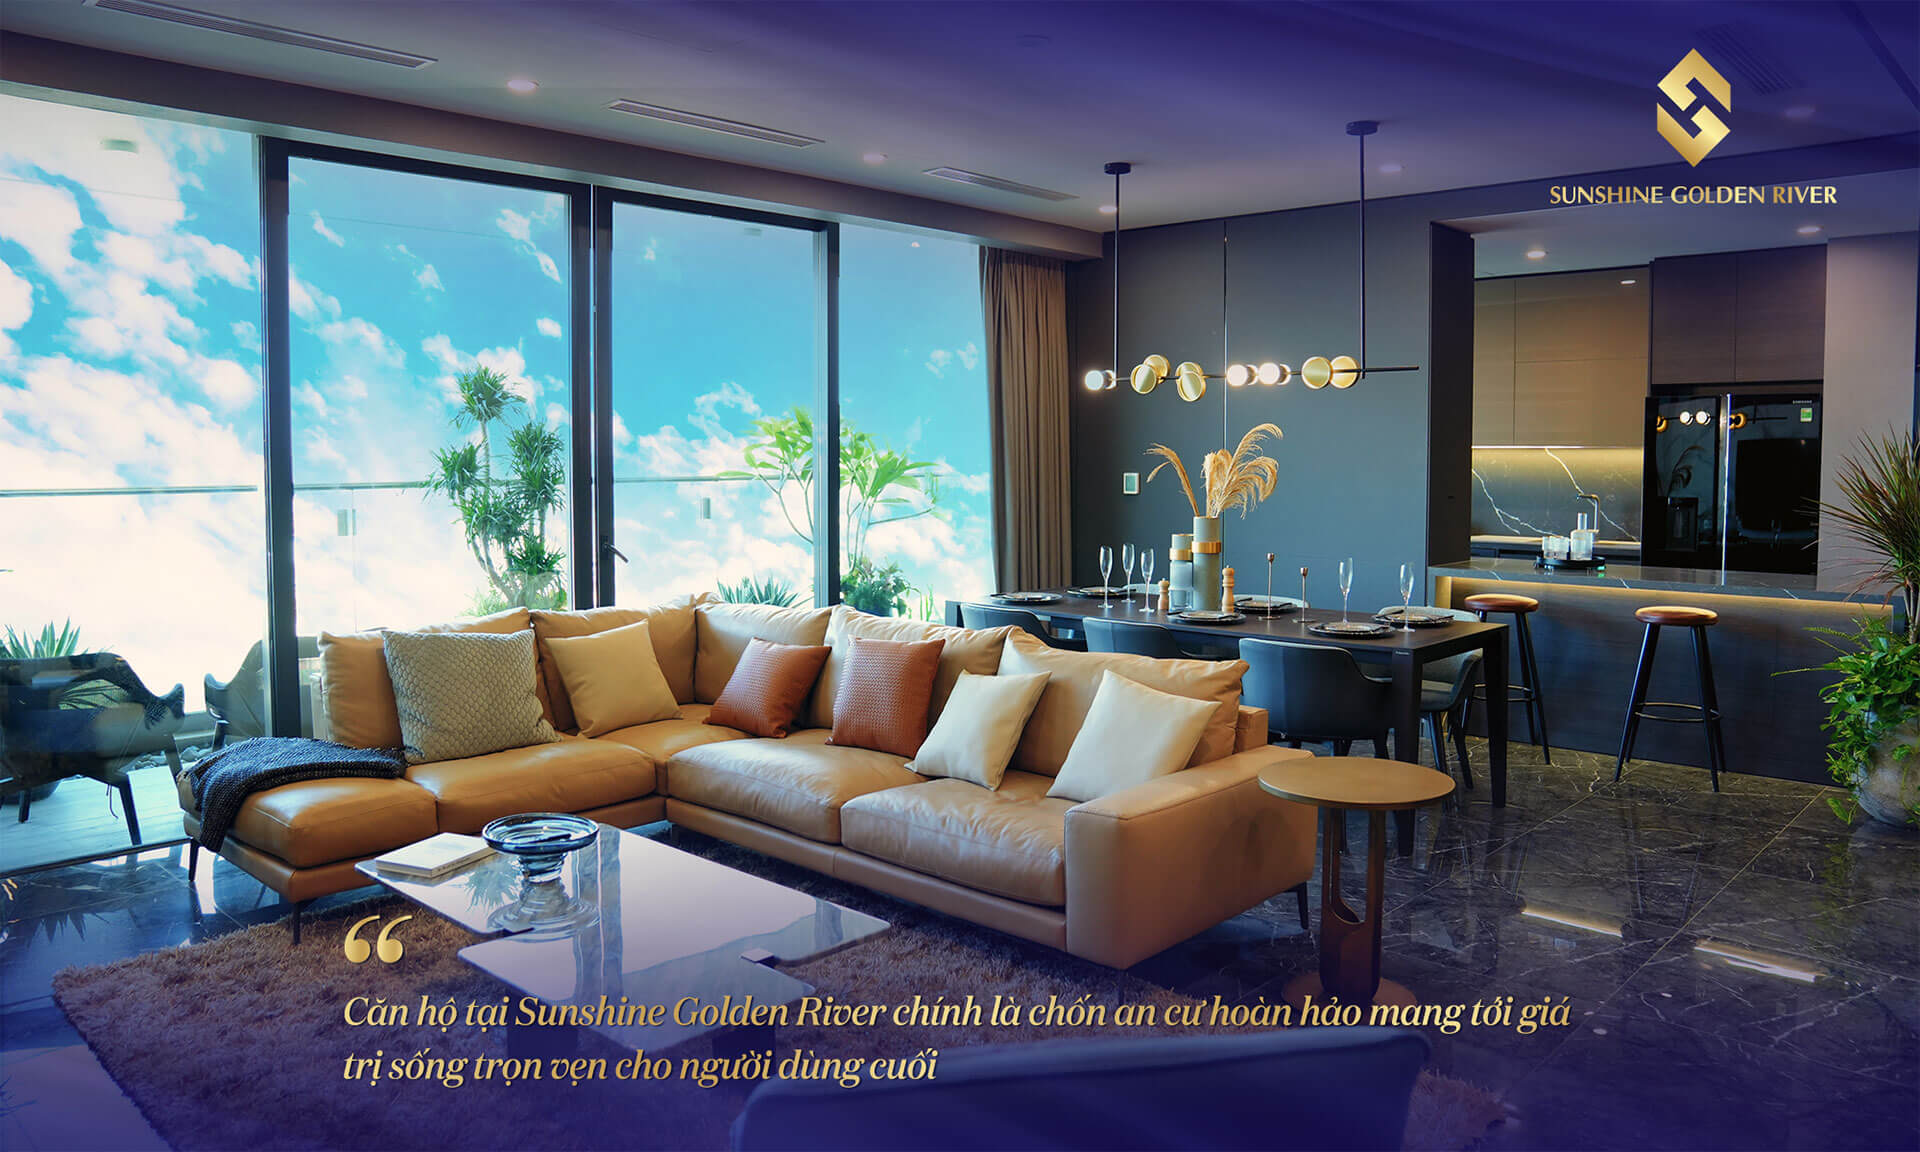 SUNSHINE GOLDEN RIVER
SAMSUNG
“
Căn hộ tại Sunshine Golden River chính là chốn an cư hoàn hảo mang tới giá
trị sống trọn vẹn cho người dùng cuối